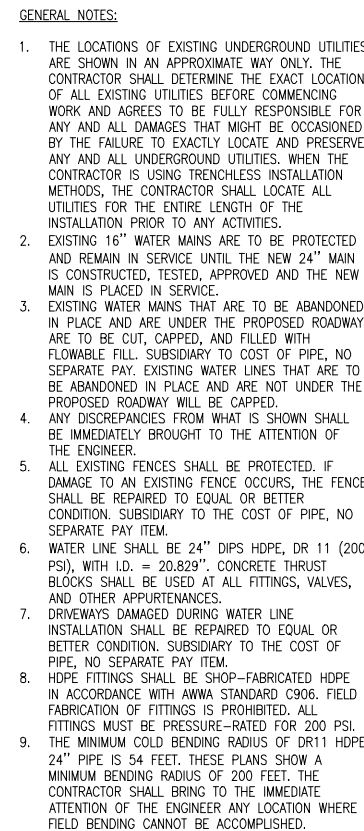 GENERAL NOTES:
1. THE LOCATIONS OF EXISTING UNDERGROUND UTILITIES
ARE SHOWN IN AN APPROXIMATE WAY ONLY. THE
CONTRACTOR SHALL DETERMINE THE EXACT LOCATION
OF ALL EXISTING UTILITIES BEFORE COMMENCING
WORK AND AGREES TO BE FULLY RESPONSIBLE FOR
ANY AND ALL DAMAGES THAT MIGHT BE OCCASIONED
BY THE FAILURE TO EXACTLY LOCATE AND PRESERVE
ANY AND ALL UNDERGROUND UTILITIES. WHEN THE
CONTRACTOR IS USING TRENCHLESS INSTALLATION
METHODS, THE CONTRACTOR SHALL LOCATE ALL
UTILITIES FOR THE ENTIRE LENGTH OF THE
INSTALLATION PRIOR TO ANY ACTIVITIES.
2. EXISTING 16" WATER MAINS ARE TO BE PROTECTED
AND REMAIN IN SERVICE UNTIL THE NEW 24" MAIN
IS CONSTRUCTED, TESTED, APPROVED AND THE NEW
MAIN IS PLACED IN SERVICE.
3. EXISTING WATER MAINS THAT ARE TO BE ABANDONED
IN PLACE AND ARE UNDER THE PROPOSED ROADWAY
ARE TO BE CUT, CAPPED, AND FILLED WITH
FLOWABLE FILL. SUBSIDIARY TO COST OF PIPE, NO
SEPARATE PAY. EXISTING WATER LINES THAT ARE TO
BE ABANDONED IN PLACE AND ARE NOT UNDER THE
PROPOSED ROADWAY WILL BE CAPPED.
4. ANY DISCREPANCIES FROM WHAT IS SHOWN SHALL
BE IMMEDIATELY BROUGHT TO THE ATTENTION OF
THE ENGINEER.
5. ALL EXISTING FENCES SHALL BE PROTECTED. IF
DAMAGE TO AN EXISTING FENCE OCCURS, THE FENCE
SHALL BE REPAIRED TO EQUAL OR BETTER
CONDITION. SUBSIDIARY TO THE COST OF PIPE, NO
SEPARATE PAY ITEM.
6. WATER LINE SHALL BE 24" DIPS HDPE, DR 11 (200
PSI), WITH I.D. = 20.829". CONCRETE THRUST
BLOCKS SHALL BE USED AT ALL FITTINGS, VALVES,
AND OTHER APPURTENANCES.
7. DRIVEWAYS DAMAGED DURING WATER LINE
INSTALLATION SHALL BE REPAIRED TO EQUAL OR
BETTER CONDITION. SUBSIDIARY TO THE COST OF
PIPE, NO SEPARATE PAY ITEM.
8. HDPE FITTINGS SHALL BE SHOP-FABRICATED HDPE
IN ACCORDANCE WITH AWWA STANDARD C906. FIELD
FABRICATION OF FITTINGS IS PROHIBITED. ALL
FITTINGS MUST BE PRESSURE-RATED FOR 200 PSI.
9. THE MINIMUM COLD BENDING RADIUS OF DR11 HDPE
24" PIPE IS 54 FEET. THESE PLANS SHOW A
MINIMUM BENDING RADIUS OF 200 FEET. THE
CONTRACTOR SHALL BRING TO THE IMMEDIATE
ATTENTION OF THE ENGINEER ANY LOCATION WHERE
FIELD BENDING CANNOT BE ACCOMPLISHED.